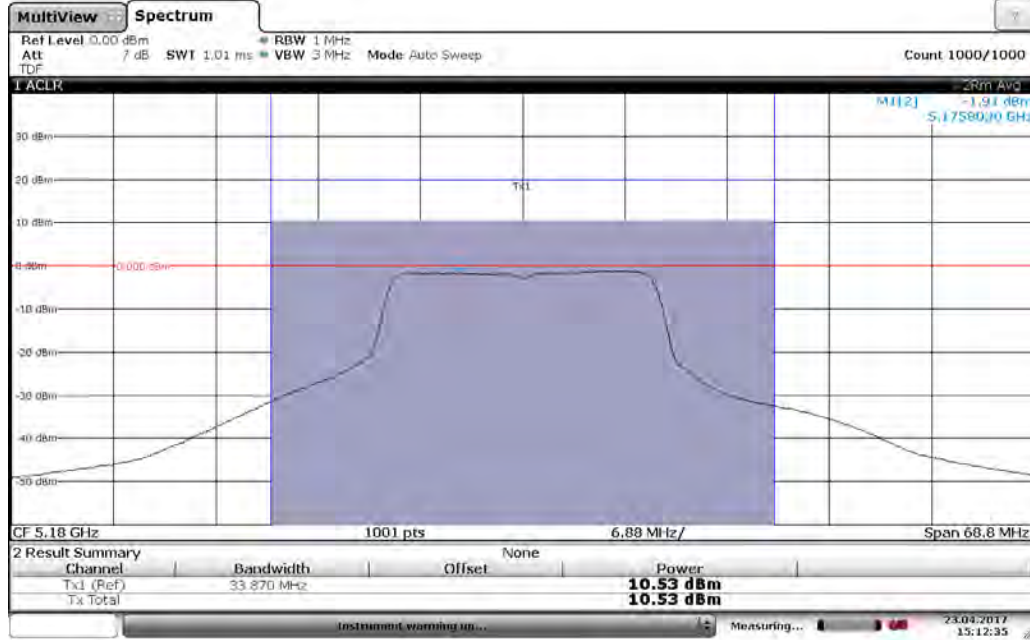 MultiView Spectrum
Ref Level 0.00 dBm RBW 1 MHz
Att 7 dB SWT 1.01 ms VBW 3 MHz Mode Auto Sweep Count 1000/1000
TDF
1 ACLR 2Rm Avg
M1[2] -1.91 dBm
5.1758000 GHz
30 dBm
20 dBm
Tx1
10 dBm
0 dBm 0.000 dBm
-10 dBm
-20 dBm
-30 dBm
-40 dBm
-50 dBm
CF 5.18 GHz 1001 pts 6.88 MHz/ Span 68.8 MHz
2 Result Summary None
Channel Bandwidth Offset Power
Tx1 (Ref) 33.870 MHz 10.53 dBm
Tx Total 10.53 dBm
Instrument warming up... Measuring... 23.04.2017
15:12:35